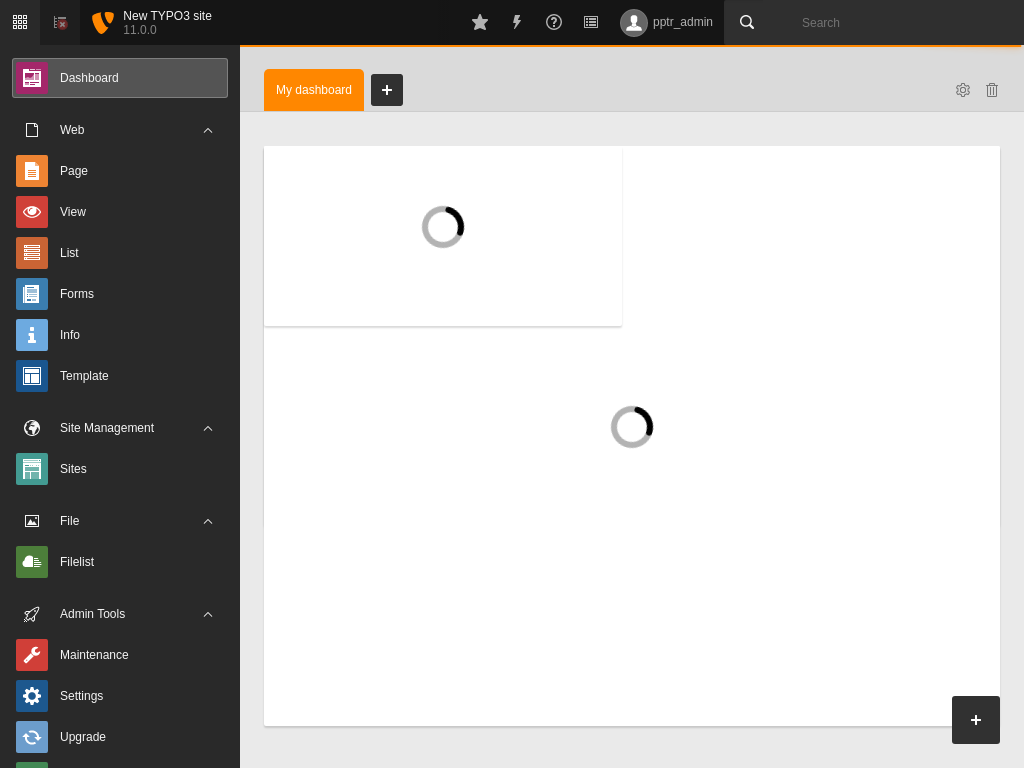 New TYPO3 site
11.0.0
pptr_admin
Search
Dashboard
My dashboard
Web
Page
View
List
Forms
Info
Template
Site Management
Sites
File
Filelist
Admin Tools
Maintenance
Settings
Upgrade